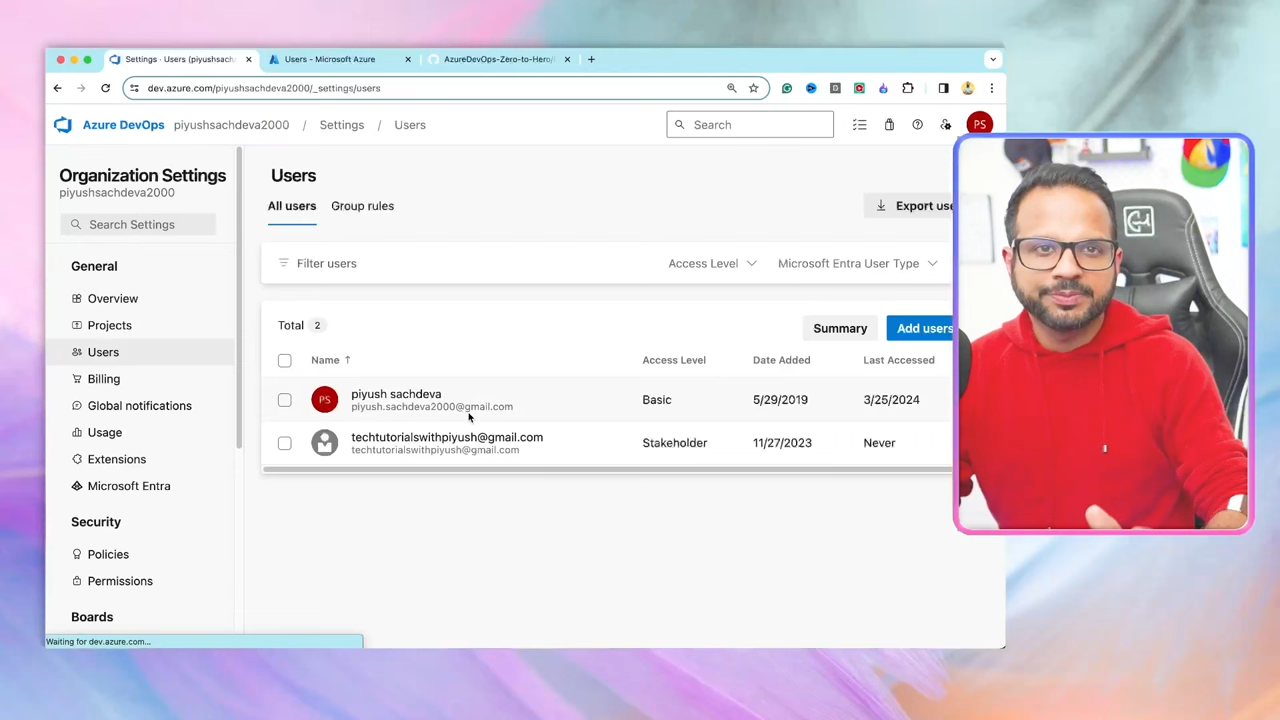 Settings - Users (piyushsach
Users - Microsoft Azure
AzureDevOps-Zero-to-Hero/
dev.azure.com/piyushsachdeva2000/_settings/users
Azure DevOps piyushsachdeva2000 / Settings / Users
Search
PS
Organization Settings
piyushsachdeva2000
Search Settings
General
Overview
Projects
Users
Billing
Global notifications
Usage
Extensions
Microsoft Entra
Security
Policies
Permissions
Boards
Users
All users Group rules
Export use
Filter users Access Level Microsoft Entra User Type
Total 2
Summary Add users
Name ↑ Access Level Date Added Last Accessed
PS piyush sachdeva Basic 5/29/2019 3/25/2024
piyush.sachdeva2000@gmail.com
techtutorialswithpiyush@gmail.com Stakeholder 11/27/2023 Never
techtutorialswithpiyush@gmail.com
Waiting for dev.azure.com...